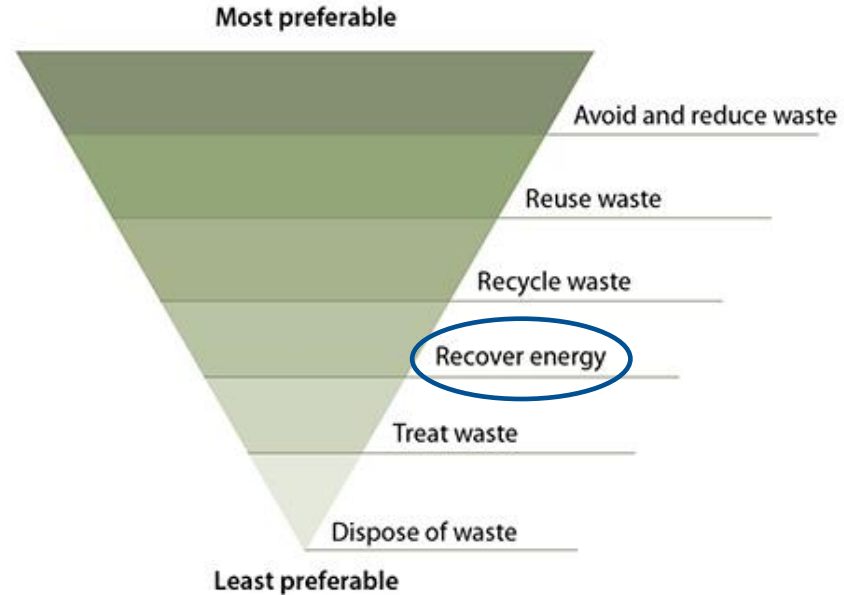 Most preferable
Avoid and reduce waste
Reuse waste
Recycle waste
Recover energy
Treat waste
Dispose of waste
Least preferable